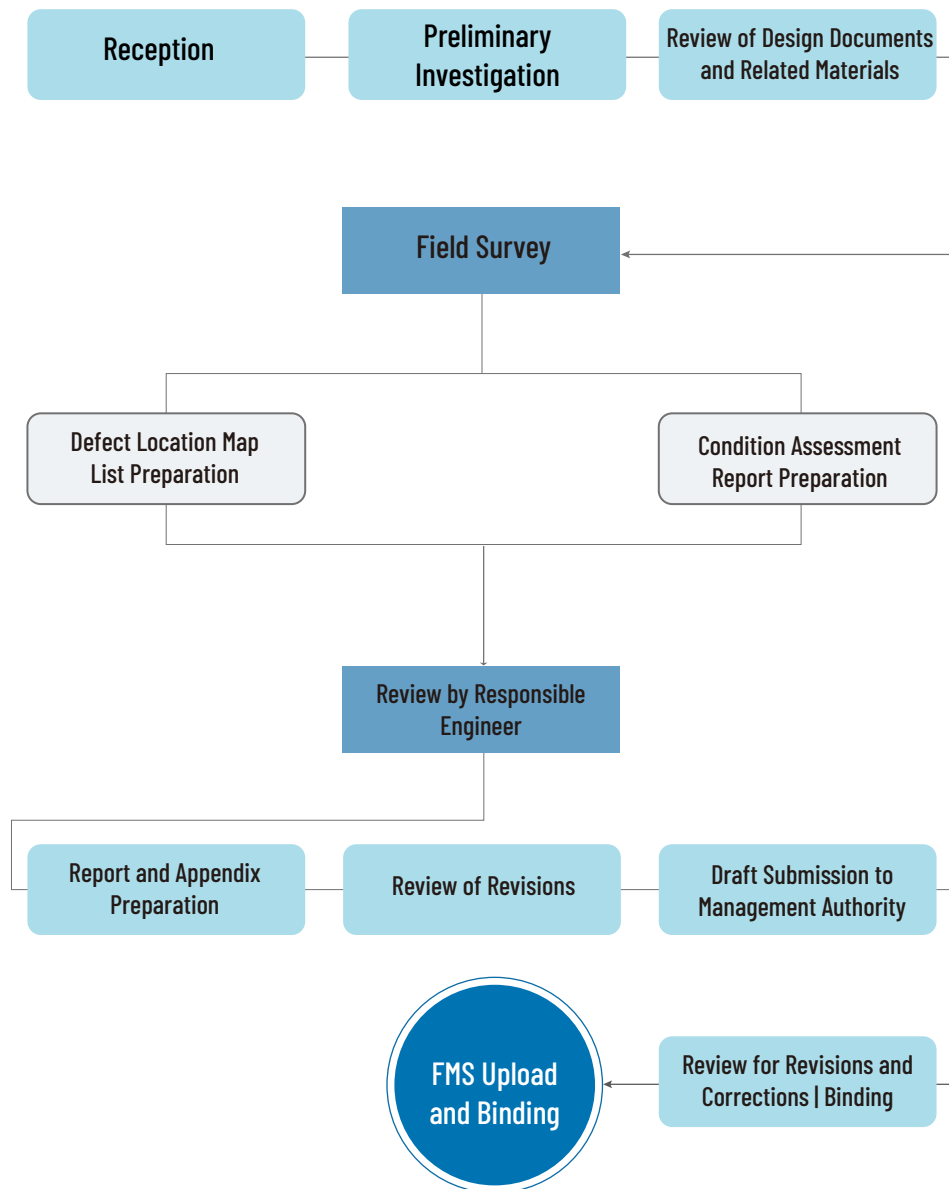 Reception
Preliminary
Investigation
Review of Design Documents
and Related Materials
Field Survey
Defect Location Map
List Preparation
Condition Assessment
Report Preparation
Review by Responsible
Engineer
Report and Appendix
Preparation
Review of Revisions
Draft Submission to
Management Authority
FMS Upload
and Binding
Review for Revisions and
Corrections | Binding